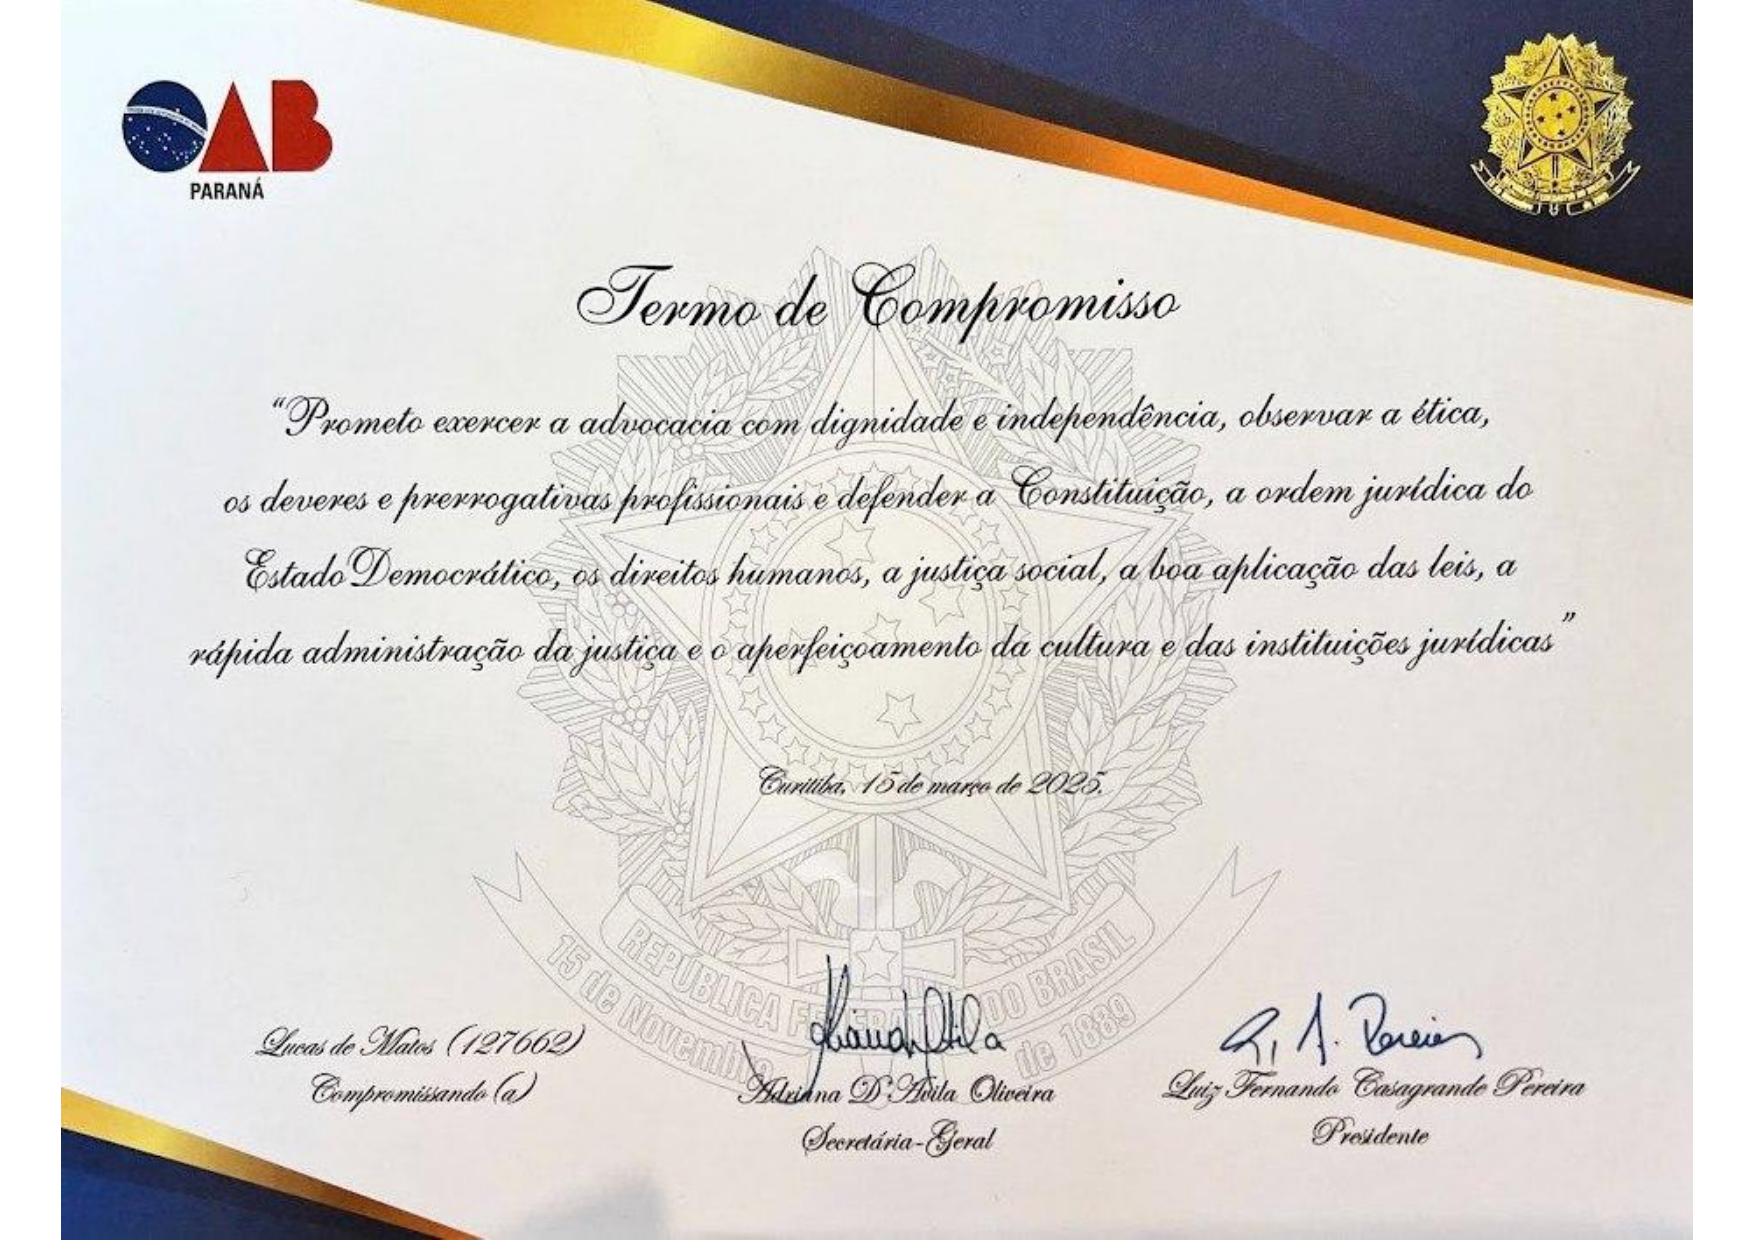 OAB
PARANÁ
Termo de Compromisso
“Prometo exercer a advocacia com dignidade e independência, observar a ética,
os deveres e prerrogativas profissionais e defender a Constituição, a ordem jurídica do
Estado Democrático, os direitos humanos, a justiça social, a boa aplicação das leis, a
rápida administração da justiça e o aperfeiçoamento da cultura e das instituições jurídicas”
Curitiba, 15 de março de 2025.
REPÚBLICA FEDERATIVA DO BRASIL
15 de Novembro de 1889
Lucas de Matos (127662)
Compromissando (a)
Adriana D'Avila Oliveira
Secretária-Geral
R. A. Pereira
Luiz Fernando Casagrande Pereira
Presidente